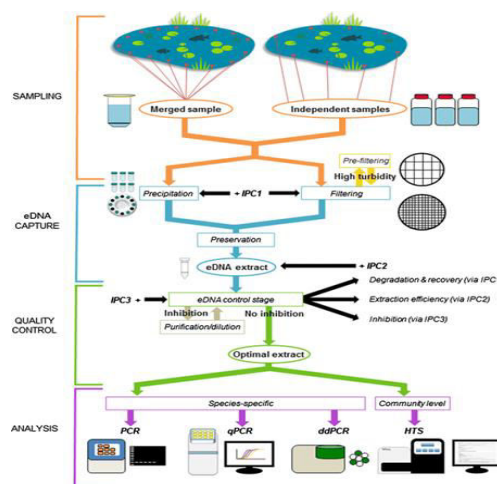 SAMPLING
Merged sample
Independent samples
Pre-filtering
High turbidity
eDNA
CAPTURE
Precipitation
+ IPC1
Filtering
Preservation
eDNA extract
+ IPC2
QUALITY
CONTROL
IPC3 +
eDNA control stage
Degradation & recovery (via IPC
Extraction efficiency (via IPC2)
Inhibition (via IPC3)
Inhibition
No inhibition
Purification/dilution
Optimal extract
ANALYSIS
Species-specific
Community level
PCR
qPCR
ddPCR
HTS